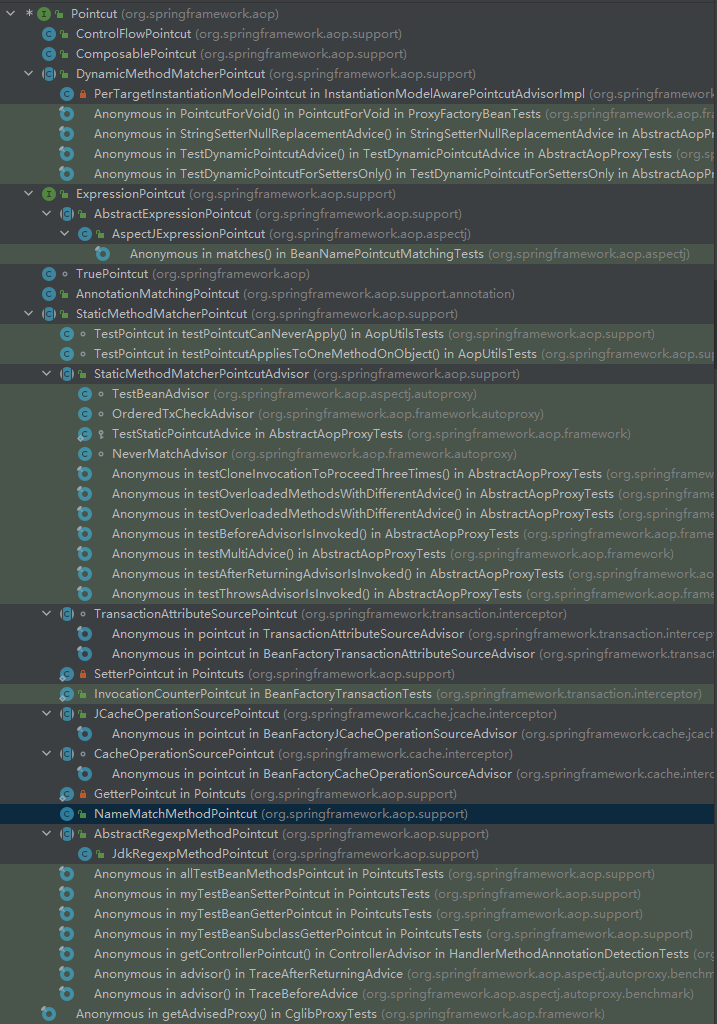 * Pointcut (org.springframework.aop)
ControlFlowPointcut (org.springframework.aop.support)
ComposablePointcut (org.springframework.aop.support)
DynamicMethodMatcherPointcut (org.springframework.aop.support)
PerTargetInstantiationModelPointcut in InstantiationModelAwarePointcutAdvisorImpl (org.springframework
Anonymous in PointcutForVoid() in PointcutForVoid in ProxyFactoryBeanTests (org.springframework.aop.fra
Anonymous in StringSetterNullReplacementAdvice() in StringSetterNullReplacementAdvice in AbstractAopPr
Anonymous in TestDynamicPointcutAdvice() in TestDynamicPointcutAdvice in AbstractAopProxyTests (org.sp
Anonymous in TestDynamicPointcutForSettersOnly() in TestDynamicPointcutForSettersOnly in AbstractAopPr
ExpressionPointcut (org.springframework.aop.support)
AbstractExpressionPointcut (org.springframework.aop.support)
AspectJExpressionPointcut (org.springframework.aop.aspectj)
Anonymous in matches() in BeanNamePointcutMatchingTests (org.springframework.aop.aspectj)
TruePointcut (org.springframework.aop)
AnnotationMatchingPointcut (org.springframework.aop.support.annotation)
StaticMethodMatcherPointcut (org.springframework.aop.support)
TestPointcut in testPointcutCanNeverApply() in AopUtilsTests (org.springframework.aop.support)
TestPointcut in testPointcutAppliesToOneMethodOnObject() in AopUtilsTests (org.springframework.aop.sup
StaticMethodMatcherPointcutAdvisor (org.springframework.aop.support)
TestBeanAdvisor (org.springframework.aop.aspectj.autoproxy)
OrderedTxCheckAdvisor (org.springframework.aop.framework.autoproxy)
TestStaticPointcutAdvice in AbstractAopProxyTests (org.springframework.aop.framework)
NeverMatchAdvisor (org.springframework.aop.framework.autoproxy)
Anonymous in testCloneInvocationToProceedThreeTimes() in AbstractAopProxyTests (org.springframew
Anonymous in testOverloadedMethodsWithDifferentAdvice() in AbstractAopProxyTests (org.springframe
Anonymous in testOverloadedMethodsWithDifferentAdvice() in AbstractAopProxyTests (org.springframe
Anonymous in testBeforeAdvisorIsInvoked() in AbstractAopProxyTests (org.springframework.aop.frame
Anonymous in testMultiAdvice() in AbstractAopProxyTests (org.springframework.aop.framework)
Anonymous in testAfterReturningAdvisorIsInvoked() in AbstractAopProxyTests (org.springframework.ao
Anonymous in testThrowsAdvisorIsInvoked() in AbstractAopProxyTests (org.springframework.aop.frame
TransactionAttributeSourcePointcut (org.springframework.transaction.interceptor)
Anonymous in pointcut in TransactionAttributeSourceAdvisor (org.springframework.transaction.intercep
Anonymous in pointcut in BeanFactoryTransactionAttributeSourceAdvisor (org.springframework.transact
SetterPointcut in Pointcuts (org.springframework.aop.support)
InvocationCounterPointcut in BeanFactoryTransactionTests (org.springframework.transaction.interceptor)
JCacheOperationSourcePointcut (org.springframework.cache.jcache.interceptor)
Anonymous in pointcut in BeanFactoryJCacheOperationSourceAdvisor (org.springframework.cache.jcach
CacheOperationSourcePointcut (org.springframework.cache.interceptor)
Anonymous in pointcut in BeanFactoryCacheOperationSourceAdvisor (org.springframework.cache.interc
GetterPointcut in Pointcuts (org.springframework.aop.support)
NameMatchMethodPointcut (org.springframework.aop.support)
AbstractRegexpMethodPointcut (org.springframework.aop.support)
JdkRegexpMethodPointcut (org.springframework.aop.support)
Anonymous in allTestBeanMethodsPointcut in PointcutsTests (org.springframework.aop.support)
Anonymous in myTestBeanSetterPointcut in PointcutsTests (org.springframework.aop.support)
Anonymous in myTestBeanGetterPointcut in PointcutsTests (org.springframework.aop.support)
Anonymous in myTestBeanSubclassGetterPointcut in PointcutsTests (org.springframework.aop.support)
Anonymous in getControllerPointcut() in ControllerAdvisor in HandlerMethodAnnotationDetectionTests (org
Anonymous in advisor() in TraceAfterReturningAdvice (org.springframework.aop.aspectj.autoproxy.benchm
Anonymous in advisor() in TraceBeforeAdvice (org.springframework.aop.aspectj.autoproxy.benchmark)
Anonymous in getAdvisedProxy() in CglibProxyTests (org.springframework.aop.framework)